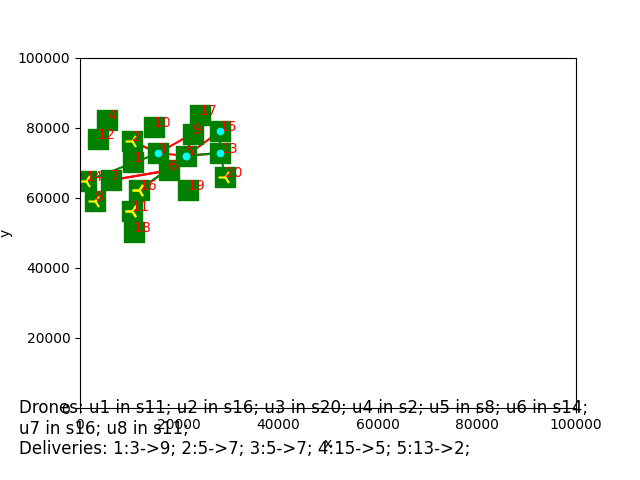 100000
80000
60000
40000
20000
0
y
17
10
15
12
13
14
20
16
19
11
18
0 20000 40000 60000 80000 100000
x
Drones: u1 in s11; u2 in s16; u3 in s20; u4 in s2; u5 in s8; u6 in s14;
u7 in s16; u8 in s11;
Deliveries: 1:3->9; 2:5->7; 3:5->7; 4:15->5; 5:13->2;